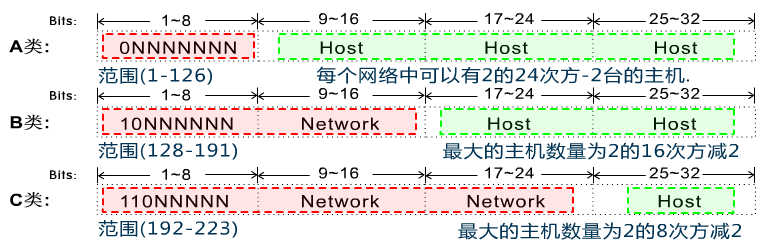 Bits: 1~8 9~16 17~24 25~32
A类: 0NNNNNNN Host Host Host
范围(1-126) 每个网络中可以有2的24次方-2台的主机.
Bits: 1~8 9~16 17~24 25~32
B类: 10NNNNNN Network Host Host
范围(128-191) 最大的主机数量为2的16次方减2
Bits: 1~8 9~16 17~24 25~32
C类: 110NNNNN Network Network Host
范围(192-223) 最大的主机数量为2的8次方减2